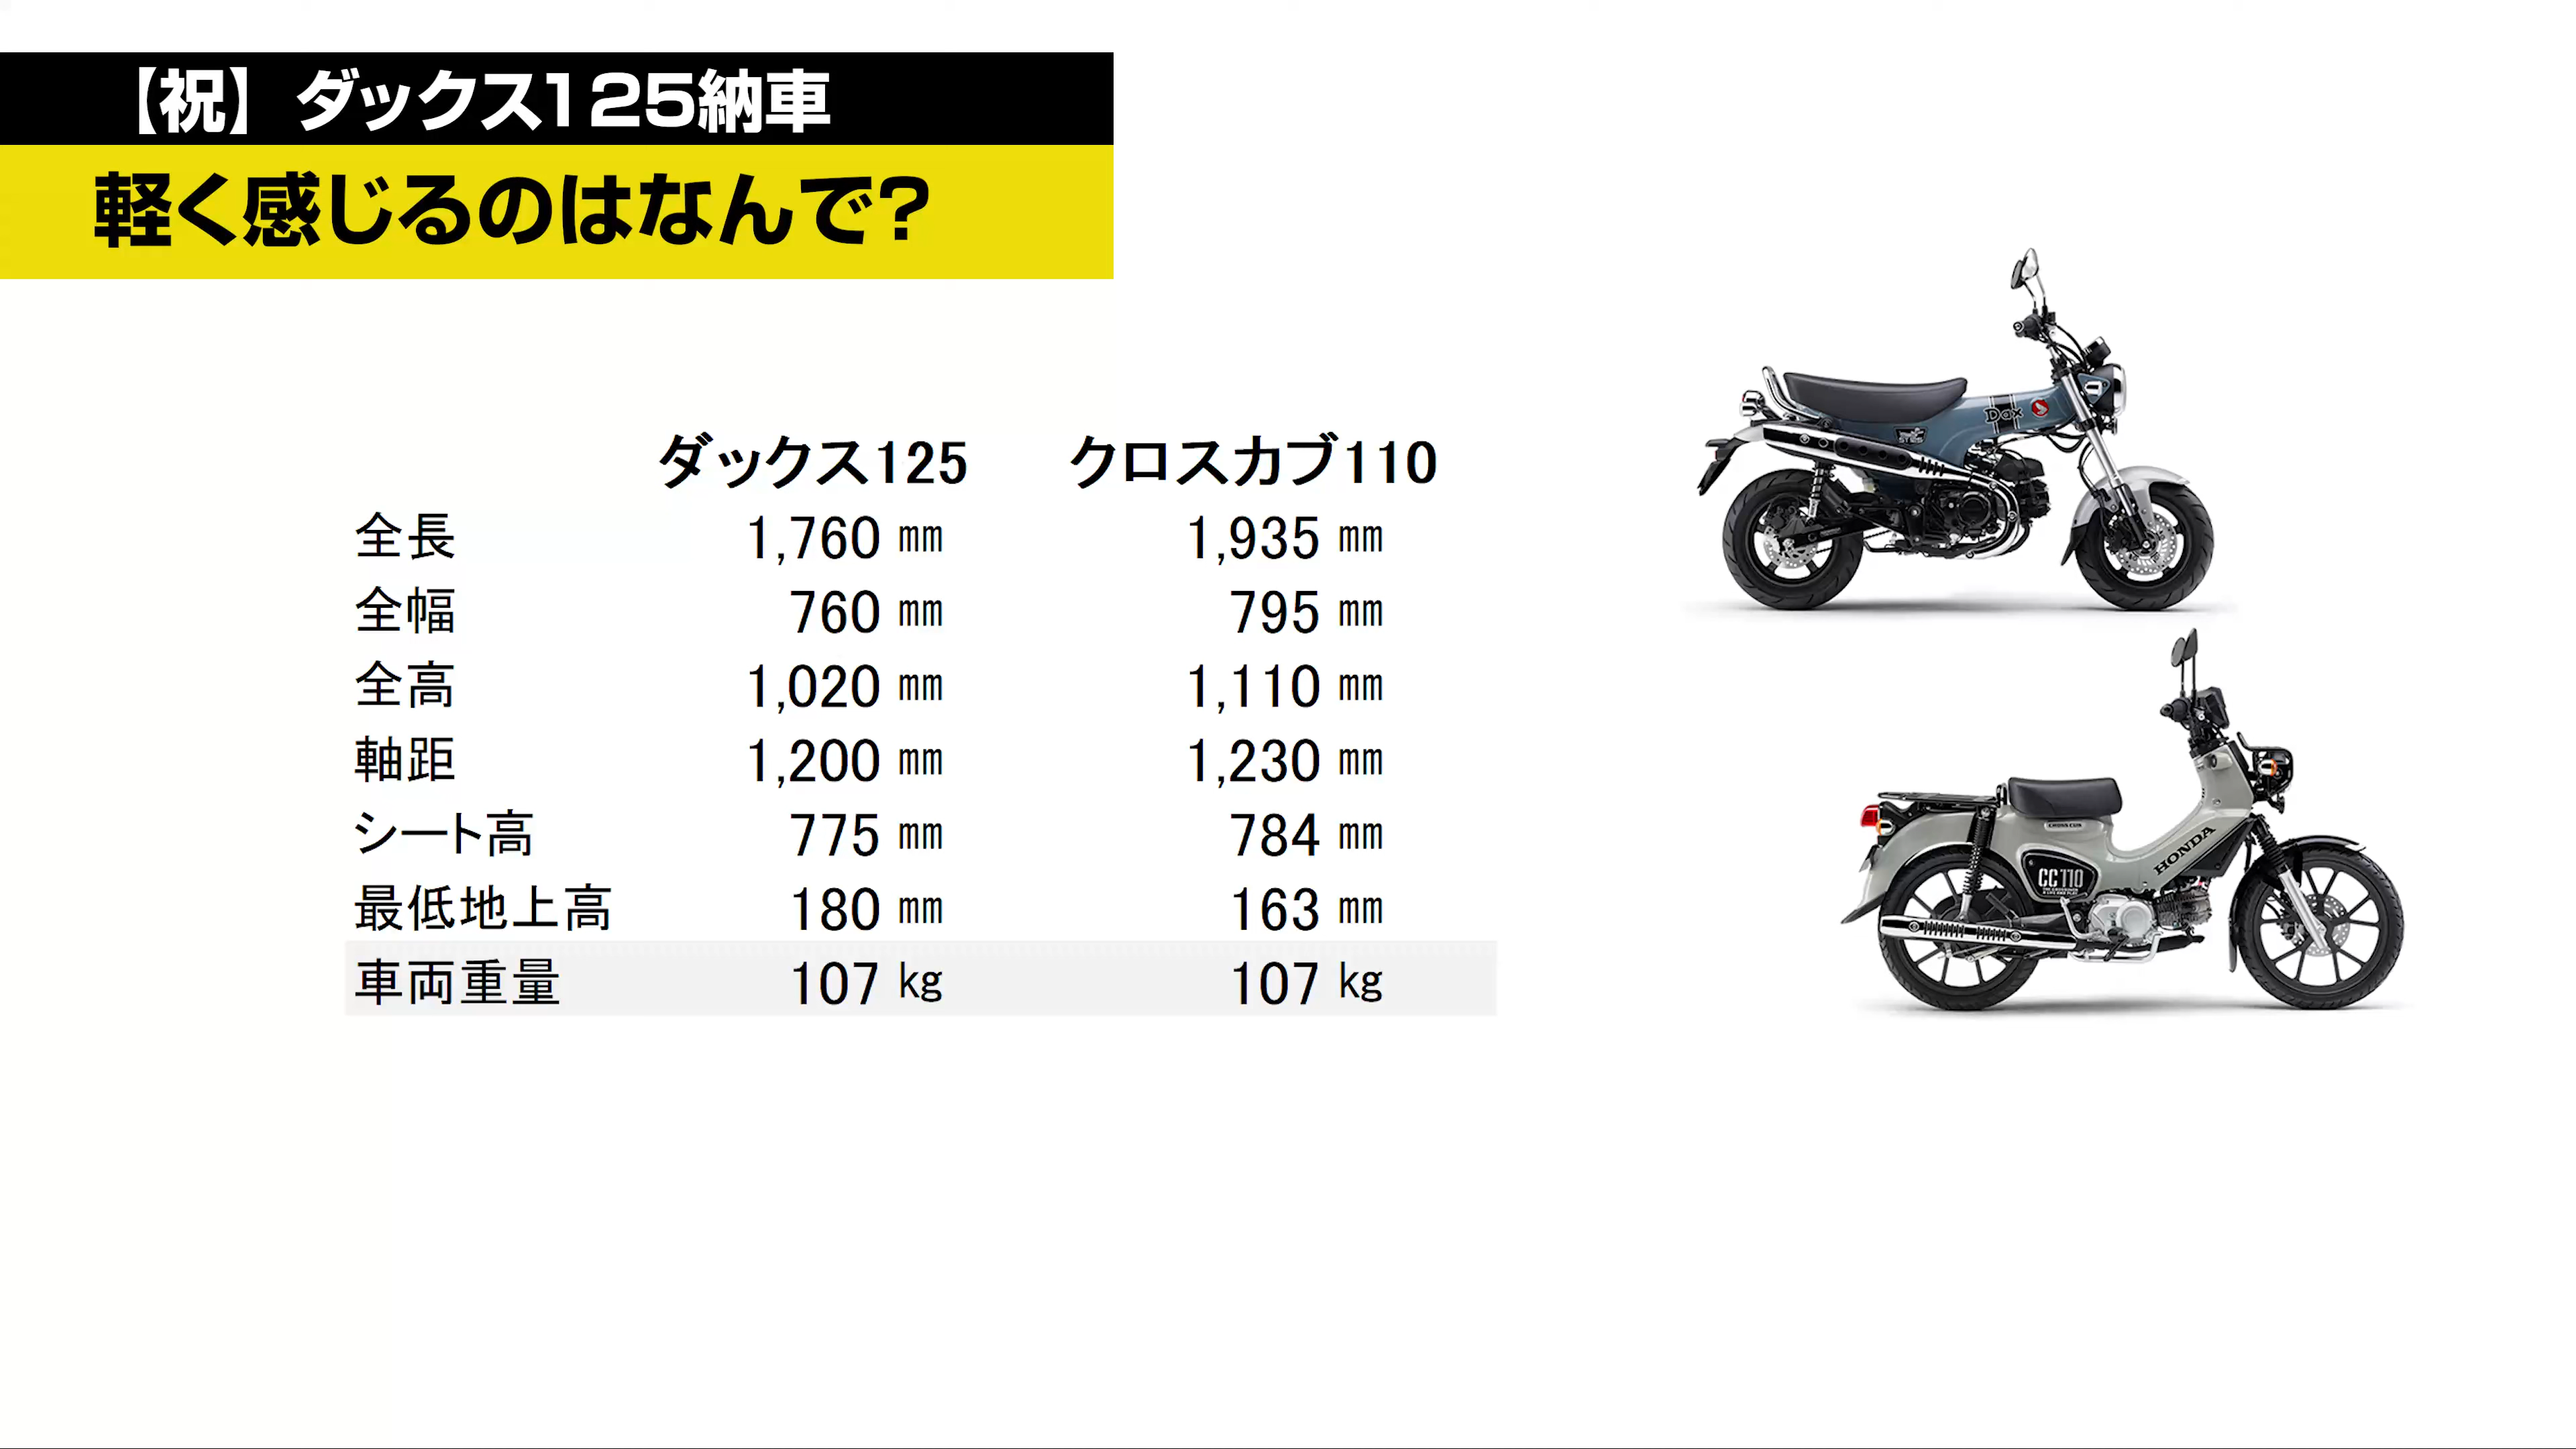 【祝】 ダックス125納車
軽く感じるのはなんで?
ダックス125 クロスカブ110
全長 1,760 ㎜ 1,935 ㎜
全幅 760 ㎜ 795 ㎜
全高 1,020 ㎜ 1,110 ㎜
軸距 1,200 ㎜ 1,230 ㎜
シート高 775 ㎜ 784 ㎜
最低地上高 180 ㎜ 163 ㎜
車両重量 107 ㎏ 107 ㎏
Dax
ST125
HONDA
CC110